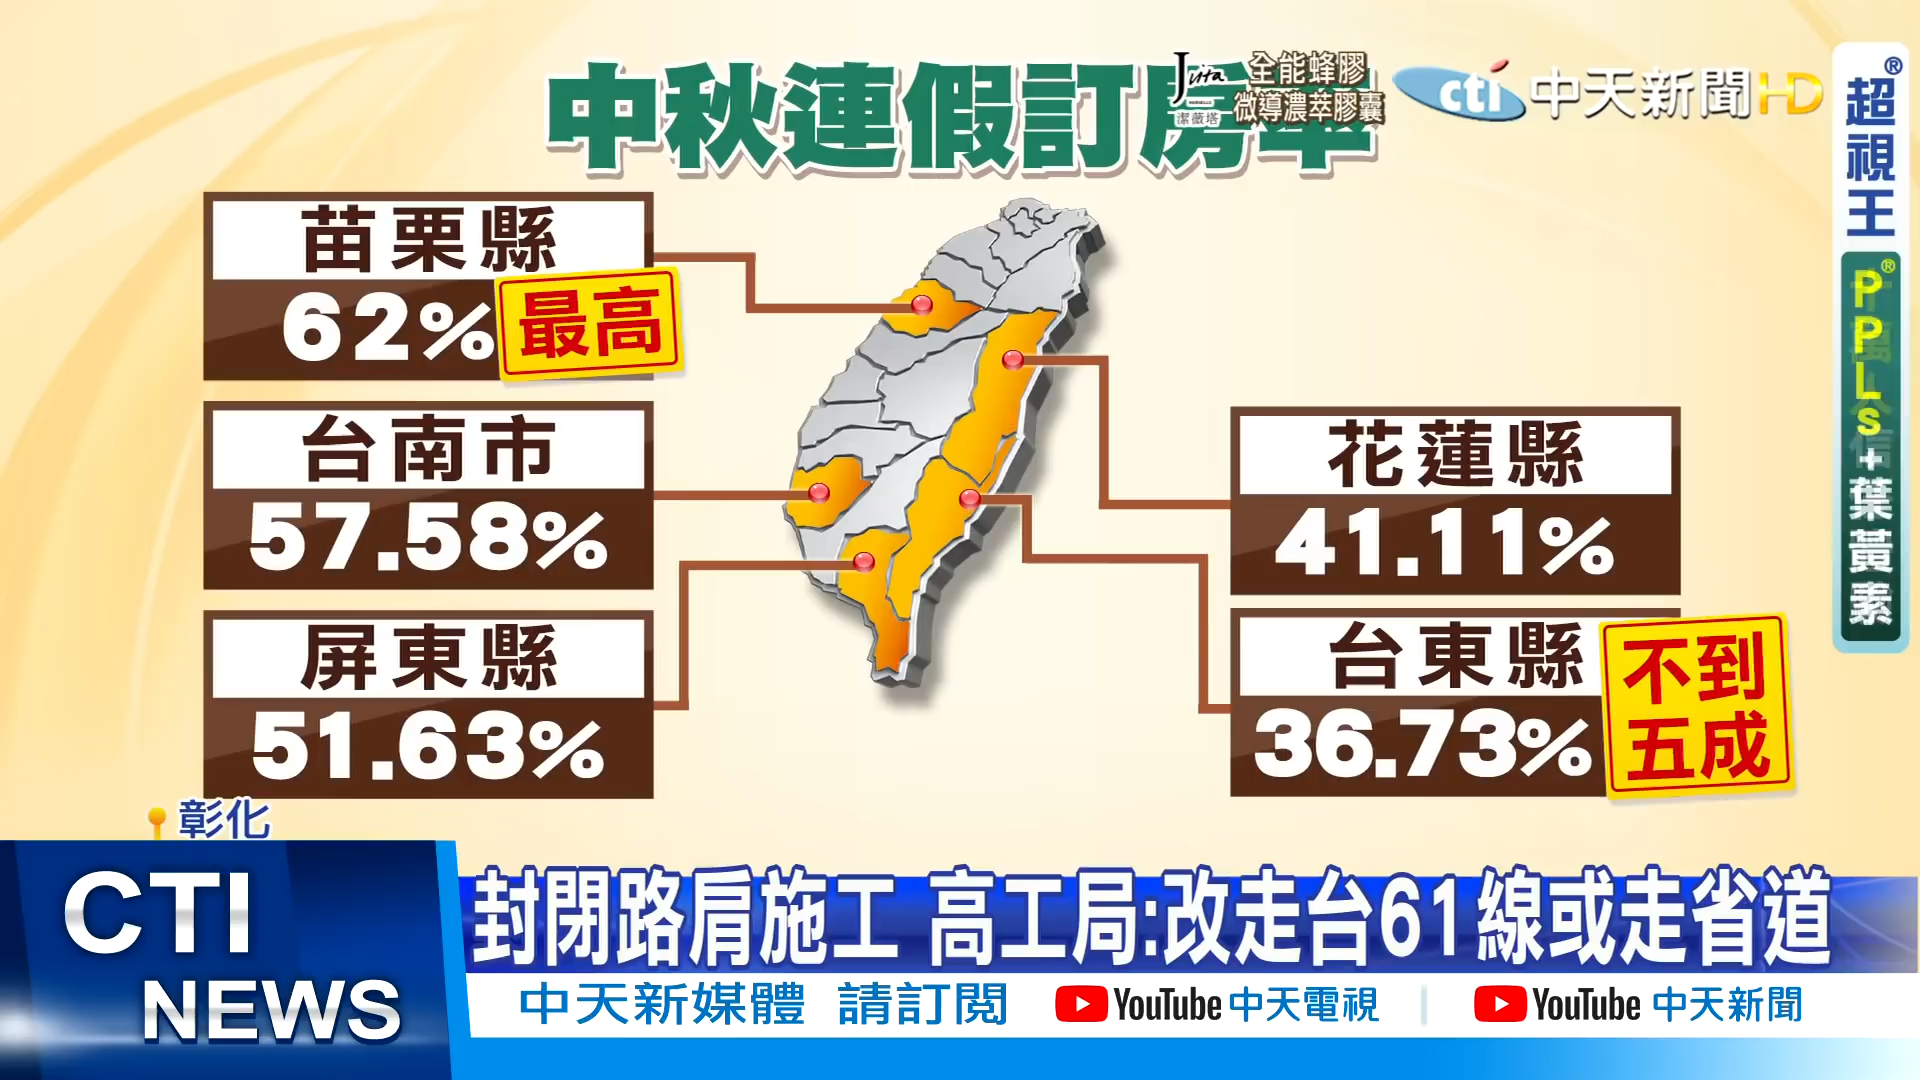 中秋連假訂房率
Juta
潔薇塔
全能蜂膠
微導濃萃膠囊
cti 中天新聞HD
超視王®
PPLs®+葉黃素
苗栗縣
62%
最高
台南市
57.58%
屏東縣
51.63%
花蓮縣
41.11%
台東縣
36.73%
不到
五成
彰化
CTI
NEWS
封閉路肩施工 高工局:改走台61線或走省道
中天新媒體 請訂閱 YouTube 中天電視 | YouTube 中天新聞